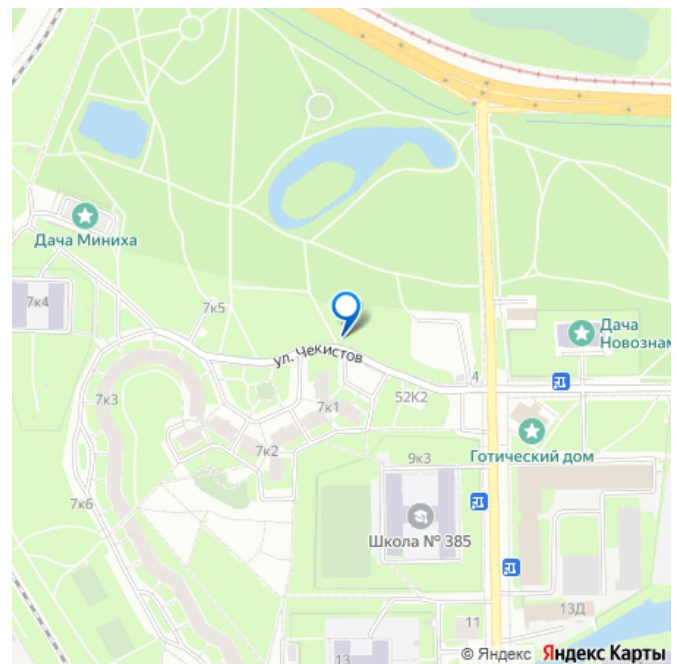 Дача Миниха
7к4
7к5
ул. Чекистов
Дача
Новознам
4
7к3
7к1
52К2
7к2
9к3
Готический дом
7к6
Школа № 385
11
13Д
13
© Яндекс Яндекс Карты